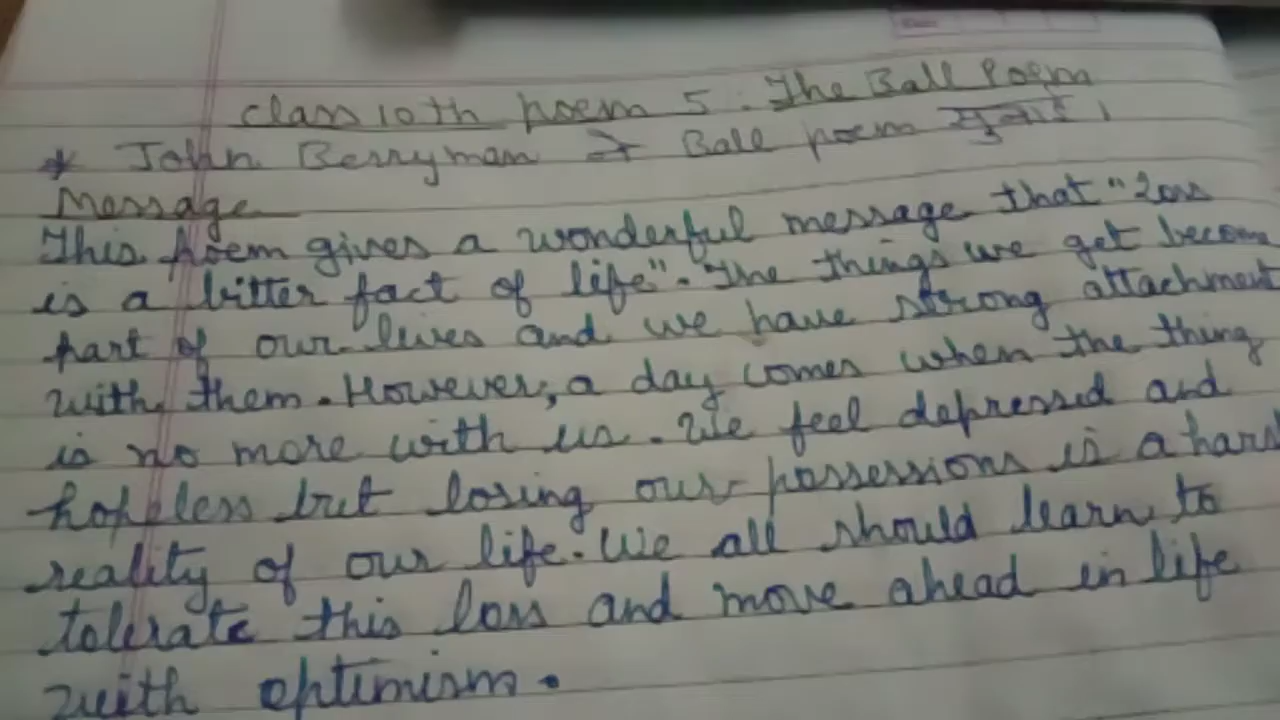 class 10th poem 5. The Ball Poem
* John Berryman → Ball poem सुनाई।
Message
This poem gives a wonderful message that "Loss
is a bitter fact of life". The things we get become
part of our lives and we have strong attachment
with them. However, a day comes when the thing
is no more with us. We feel depressed and
hopeless but losing our possessions is a hard
reality of our life. We all should learn to
tolerate this loss and move ahead in life
with optimism.